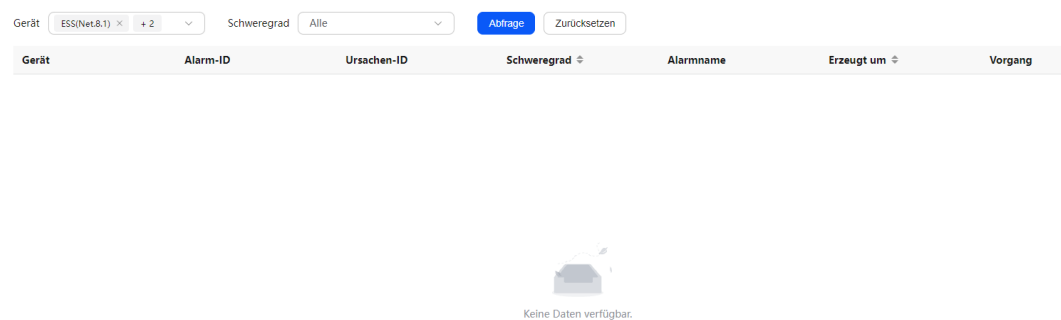 Gerät ESS(Net.8.1) × + 2 Schweregrad Alle Abfrage Zurücksetzen
Gerät Alarm-ID Ursachen-ID Schweregrad Alarmname Erzeugt um Vorgang
Keine Daten verfügbar.